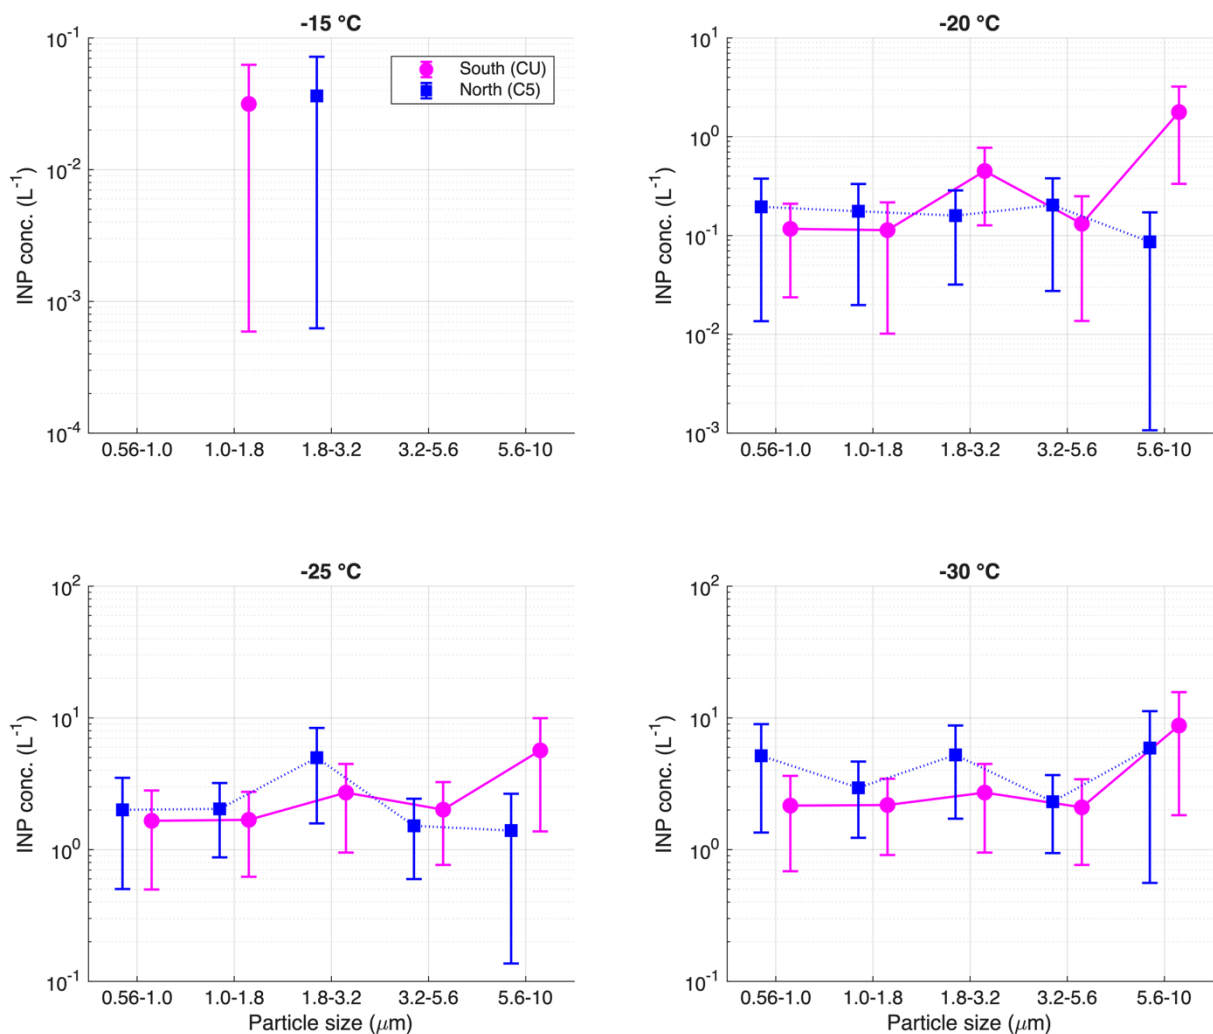 -15 °C
10^-1
10^-2
10^-3
10^-4
INP conc. (L^-1)
South (CU)
North (C5)
0.56-1.0 1.0-1.8 1.8-3.2 3.2-5.6 5.6-10
-20 °C
10^1
10^0
10^-1
10^-2
10^-3
INP conc. (L^-1)
0.56-1.0 1.0-1.8 1.8-3.2 3.2-5.6 5.6-10
-25 °C
10^2
10^1
10^0
10^-1
INP conc. (L^-1)
0.56-1.0 1.0-1.8 1.8-3.2 3.2-5.6 5.6-10
Particle size (μm)
-30 °C
10^2
10^1
10^0
10^-1
INP conc. (L^-1)
0.56-1.0 1.0-1.8 1.8-3.2 3.2-5.6 5.6-10
Particle size (μm)